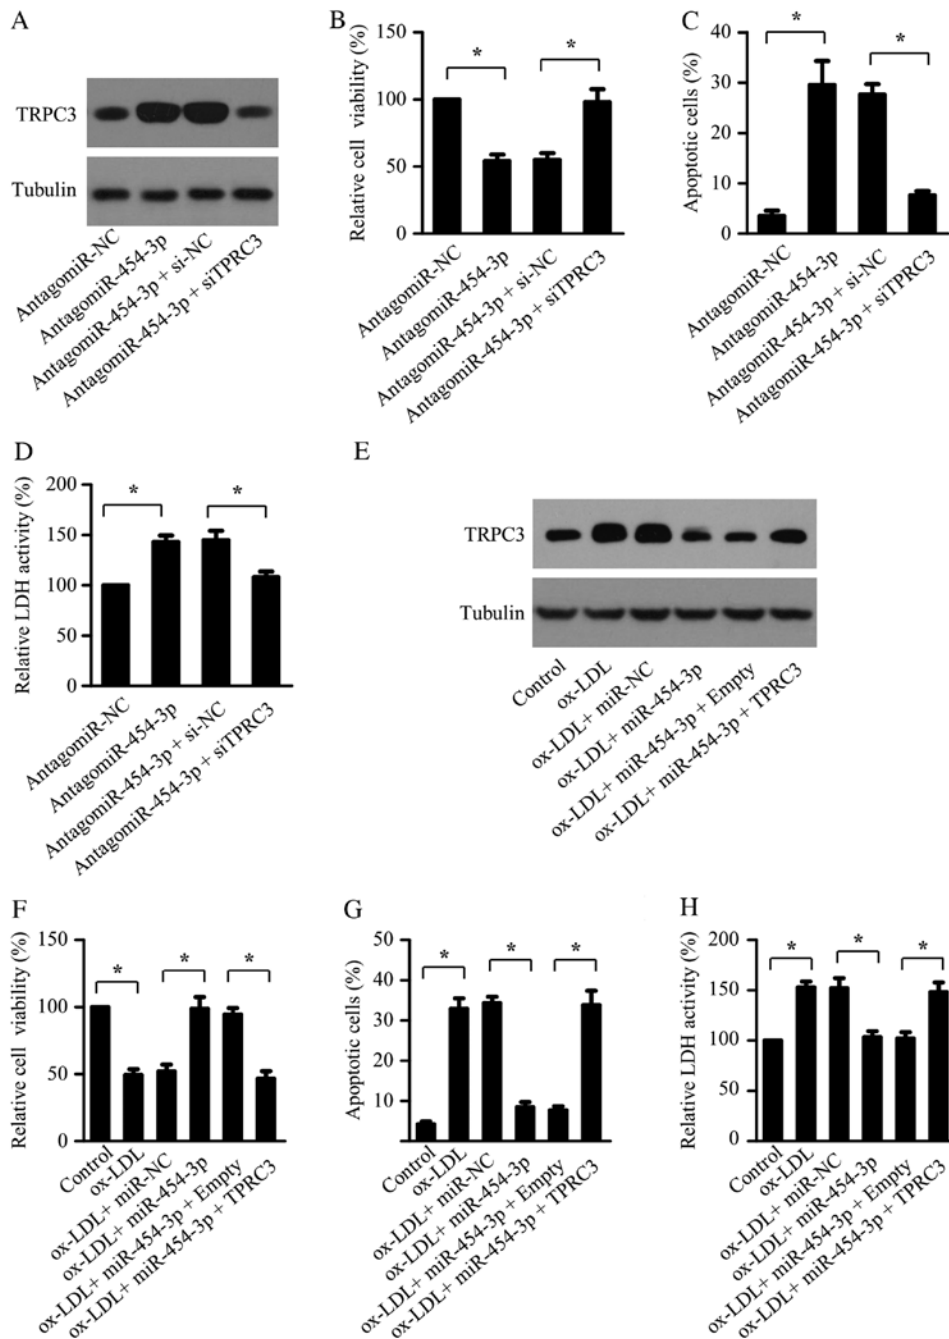 A
TRPC3
Tubulin
AntagomiR-NC
AntagomiR-454-3p
AntagomiR-454-3p + si-NC
AntagomiR-454-3p + siTPRC3
B
Relative cell viability (%)
150
100
50
0
*
*
AntagomiR-NC
AntagomiR-454-3p
AntagomiR-454-3p + si-NC
AntagomiR-454-3p + siTPRC3
C
Apoptotic cells (%)
40
30
20
10
0
*
*
AntagomiR-NC
AntagomiR-454-3p
AntagomiR-454-3p + si-NC
AntagomiR-454-3p + siTPRC3
D
Relative LDH activity (%)
200
150
100
50
0
*
*
AntagomiR-NC
AntagomiR-454-3p
AntagomiR-454-3p + si-NC
AntagomiR-454-3p + siTPRC3
E
TRPC3
Tubulin
Control
ox-LDL
ox-LDL+ miR-NC
ox-LDL+ miR-454-3p
ox-LDL+ miR-454-3p + Empty
ox-LDL+ miR-454-3p + TPRC3
F
Relative cell viability (%)
150
100
50
0
*
*
*
Control
ox-LDL
ox-LDL+ miR-NC
ox-LDL+ miR-454-3p
ox-LDL+ miR-454-3p + Empty
ox-LDL+ miR-454-3p + TPRC3
G
Apoptotic cells (%)
50
40
30
20
10
*
*
*
Control
ox-LDL
ox-LDL+ miR-NC
ox-LDL+ miR-454-3p
ox-LDL+ miR-454-3p + Empty
ox-LDL+ miR-454-3p + TPRC3
H
Relative LDH activity (%)
200
150
100
50
0
*
*
*
Control
ox-LDL
ox-LDL+ miR-NC
ox-LDL+ miR-454-3p
ox-LDL+ miR-454-3p + Empty
ox-LDL+ miR-454-3p + TPRC3